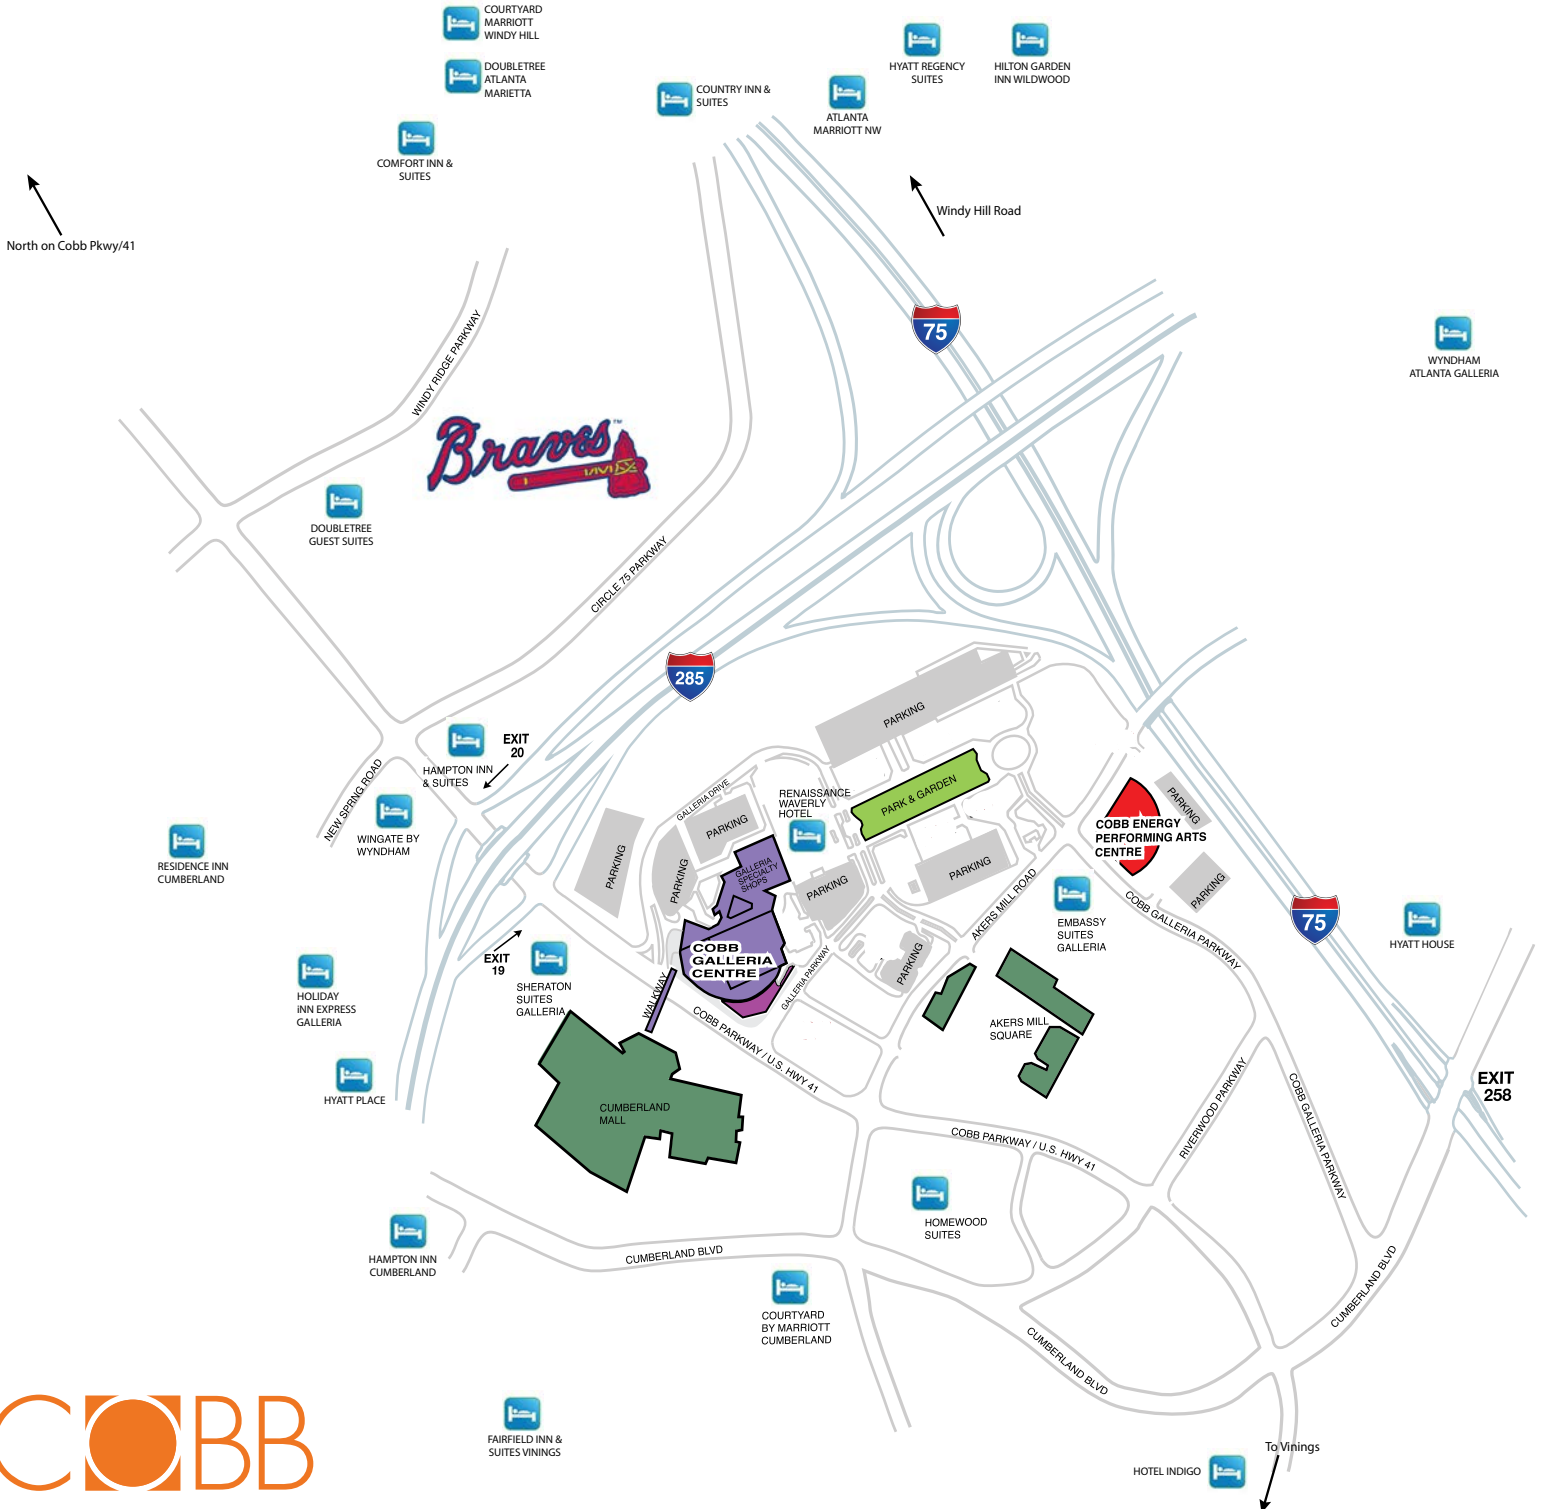 COURTYARD
MARRIOTT
WINDY HILL
DOUBLETREE
ATLANTA
MARIETTA
COMFORT INN &
SUITES
COUNTRY INN &
SUITES
ATLANTA
MARRIOTT NW
HYATT REGENCY
SUITES
HILTON GARDEN
INN WILDWOOD
North on Cobb Pkwy/41
Windy Hill Road
75
WYNDHAM
ATLANTA GALLERIA
WINDY RIDGE PARKWAY
Braves
TM
DOUBLETREE
GUEST SUITES
CIRCLE 75 PARKWAY
285
HAMPTON INN
& SUITES
EXIT
20
NEW SPRNG ROAD
WINGATE BY
WYNDHAM
RESIDENCE INN
CUMBERLAND
PARKING
PARK & GARDEN
RENAISSANCE
WAVERLY
HOTEL
GALLERIA DRIVE
PARKING
PARKING
PARKING
GALLERIA
SPECIALTY
SHOPS
PARKING
PARKING
PARKING
COBB ENERGY
PERFORMING ARTS
CENTRE
PARKING
PARKING
AKERS MILL ROAD
EMBASSY
SUITES
GALLERIA
COBB GALLERIA PARKWAY
75
HYATT HOUSE
COBB
GALLERIA
CENTRE
GALLERIA PARKWAY
WALKWAY
EXIT
19
SHERATON
SUITES
GALLERIA
HOLIDAY
iNN EXPRESS
GALLERIA
COBB PARKWAY / U.S. HWY 41
AKERS MILL
SQUARE
HYATT PLACE
CUMBERLAND
MALL
COBB PARKWAY / U.S. HWY 41
RIVERWOOD PARKWAY
COBB GALLERIA PARKWAY
EXIT
258
HOMEWOOD
SUITES
HAMPTON INN
CUMBERLAND
CUMBERLAND BLVD
COURTYARD
BY MARRIOTT
CUMBERLAND
CUMBERLAND BLVD
CUMBERLAND BLVD
COBB
FAIRFIELD INN &
SUITES VININGS
To Vinings
HOTEL INDIGO